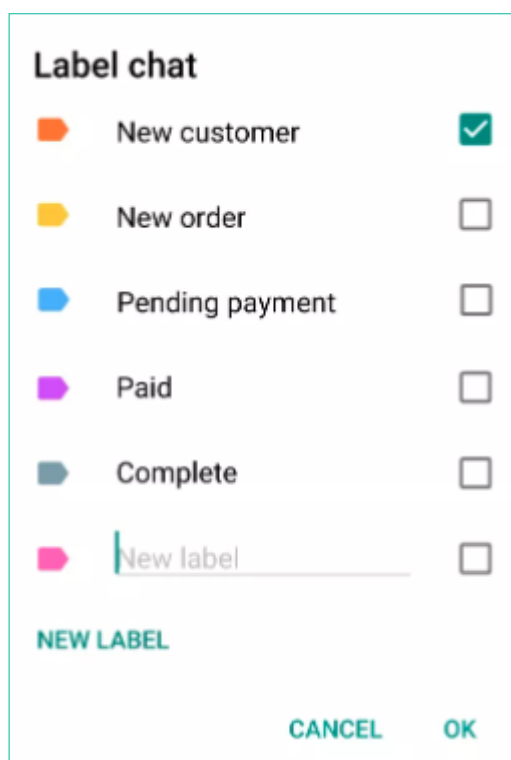 Label chat
New customer
New order
Pending payment
Paid
Complete
New label
NEW LABEL
CANCEL OK